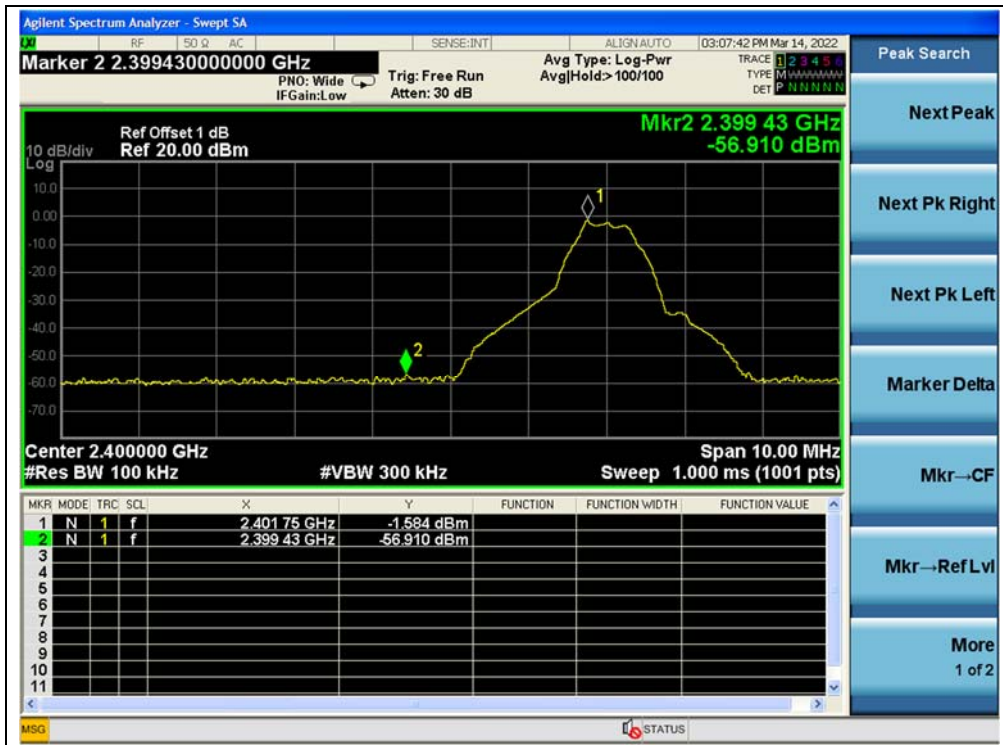 Agilent Spectrum Analyzer - Swept SA
LXI RF 50 Ω AC SENSE:INT ALIGN AUTO 03:07:42 PM Mar 14, 2022
Marker 2 2.399430000000 GHz
PNO: Wide
IFGain:Low
Trig: Free Run
Atten: 30 dB
Avg Type: Log-Pwr
Avg|Hold:> 100/100
TRACE 1 2 3 4 5 6
TYPE M W W W W W
DET P N N N N N
Ref Offset 1 dB
10 dB/div Ref 20.00 dBm
Log
Mkr2 2.399 43 GHz
-56.910 dBm
10.0
0.00
-10.0
-20.0
-30.0
-40.0
-50.0
-60.0
-70.0
1
2
Center 2.400000 GHz Span 10.00 MHz
#Res BW 100 kHz #VBW 300 kHz Sweep 1.000 ms (1001 pts)
MKR MODE TRC SCL X Y FUNCTION FUNCTION WIDTH FUNCTION VALUE
1 N 1 f 2.401 75 GHz -1.584 dBm
2 N 1 f 2.399 43 GHz -56.910 dBm
3
4
5
6
7
8
9
10
11
MSG STATUS
Peak Search
Next Peak
Next Pk Right
Next Pk Left
Marker Delta
Mkr→CF
Mkr→Ref Lvl
More
1 of 2